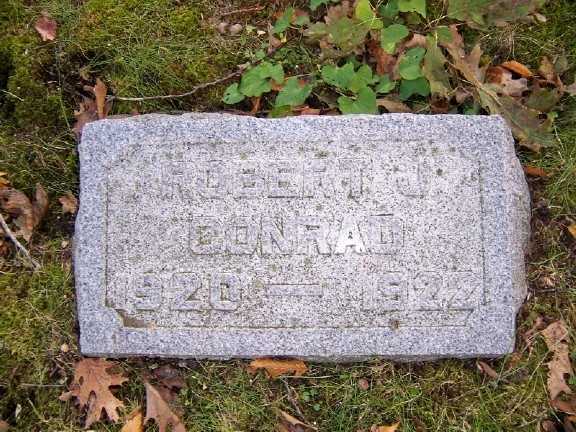 ROBERT J
CONRAD
1920 — 1922